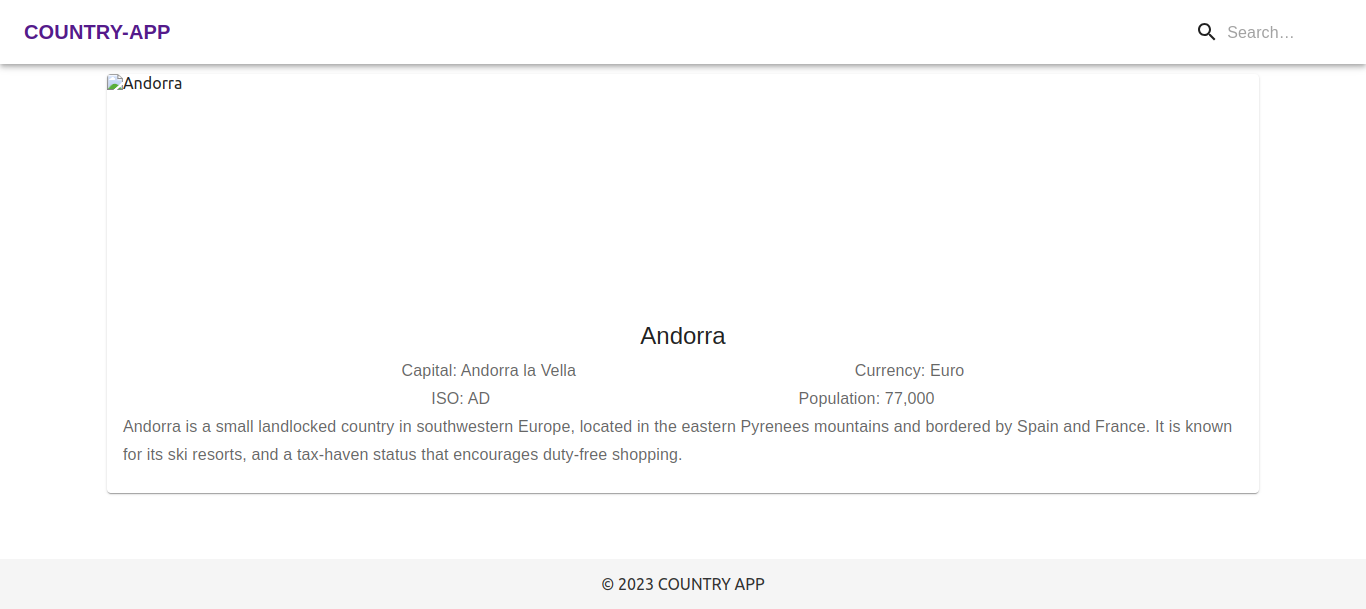 COUNTRY-APP
Search…
Andorra
Andorra
Capital: Andorra la Vella
Currency: Euro
ISO: AD
Population: 77,000
Andorra is a small landlocked country in southwestern Europe, located in the eastern Pyrenees mountains and bordered by Spain and France. It is known
for its ski resorts, and a tax-haven status that encourages duty-free shopping.
© 2023 COUNTRY APP